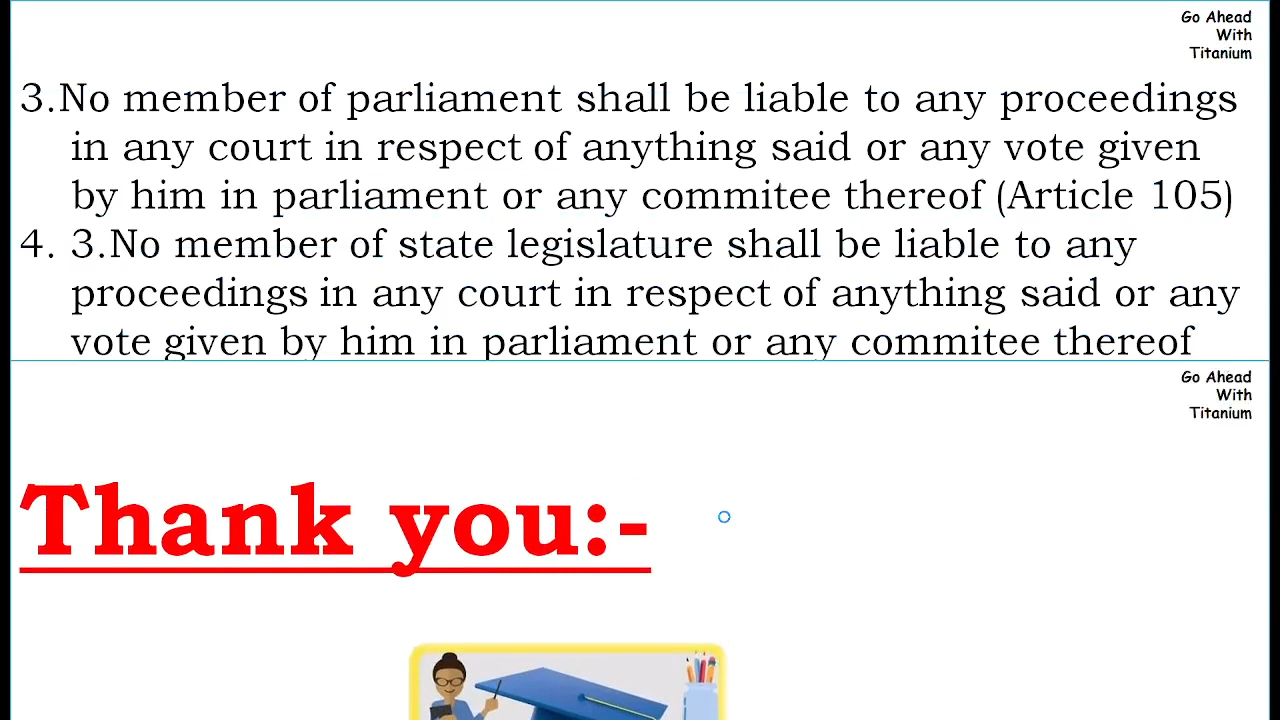 Go Ahead
With
Titanium
3.No member of parliament shall be liable to any proceedings
in any court in respect of anything said or any vote given
by him in parliament or any commitee thereof (Article 105)
4. 3.No member of state legislature shall be liable to any
proceedings in any court in respect of anything said or any
vote given by him in parliament or any commitee thereof
Go Ahead
With
Titanium
Thank you:-